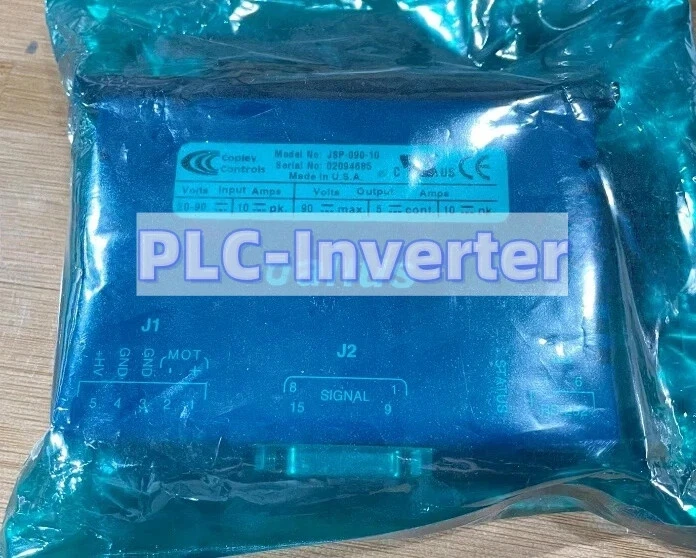 Copley Controls
Model No: JSP-090-10
Serial No: 02094685
Made in U.S.A.
C US CE
Volts Input Amps Volts Output Amps
20-90 10 pk. 90 max. 5 cont. 10 pk.
PLC-Inverter
J1
+HV GND GND MOT - +
5 4 3 2 1
J2
8 1
SIGNAL
15 9
STATUS